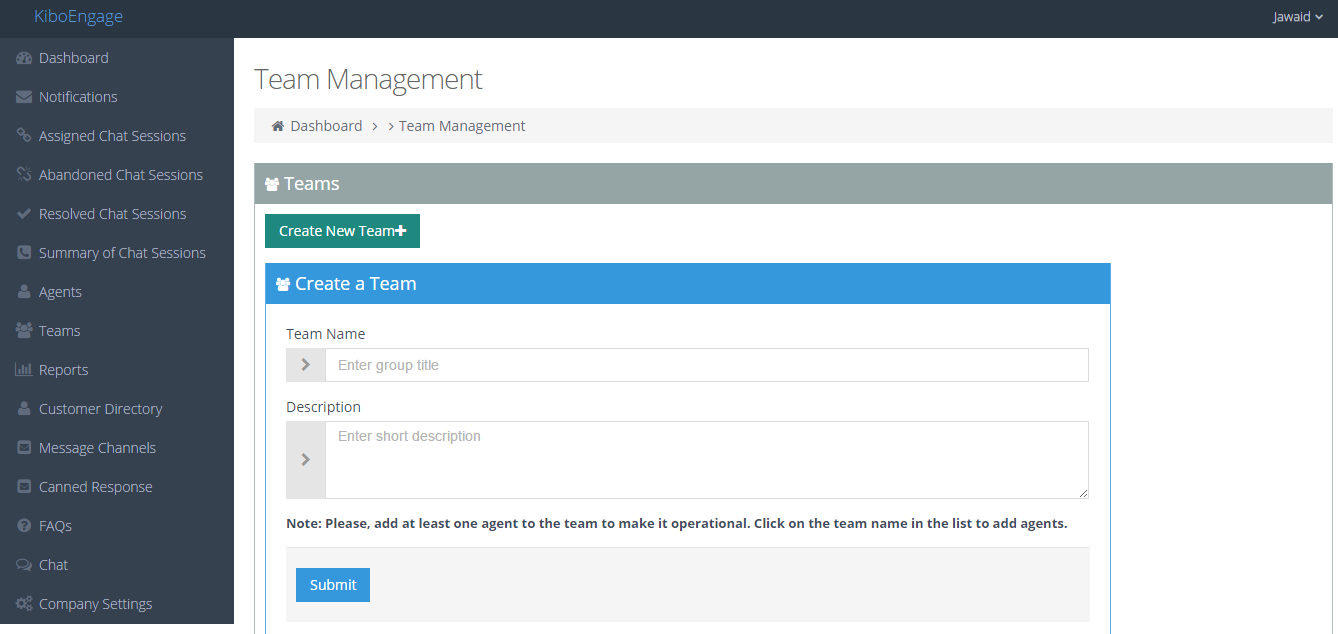 KiboEngage
Jawaid
Dashboard
Notifications
Assigned Chat Sessions
Abandoned Chat Sessions
Resolved Chat Sessions
Summary of Chat Sessions
Agents
Teams
Reports
Customer Directory
Message Channels
Canned Response
FAQs
Chat
Company Settings
Team Management
Dashboard > > Team Management
Teams
Create New Team+
Create a Team
Team Name
Enter group title
Description
Enter short description
Note: Please, add at least one agent to the team to make it operational. Click on the team name in the list to add agents.
Submit